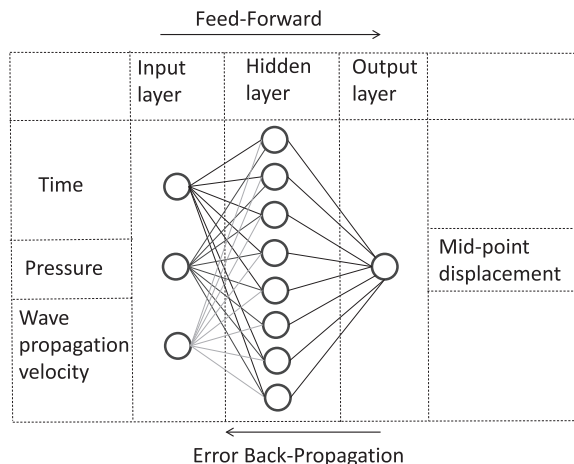 Feed-Forward
Input
layer
Hidden
layer
Output
layer
Time
Pressure
Wave
propagation
velocity
Mid-point
displacement
Error Back-Propagation